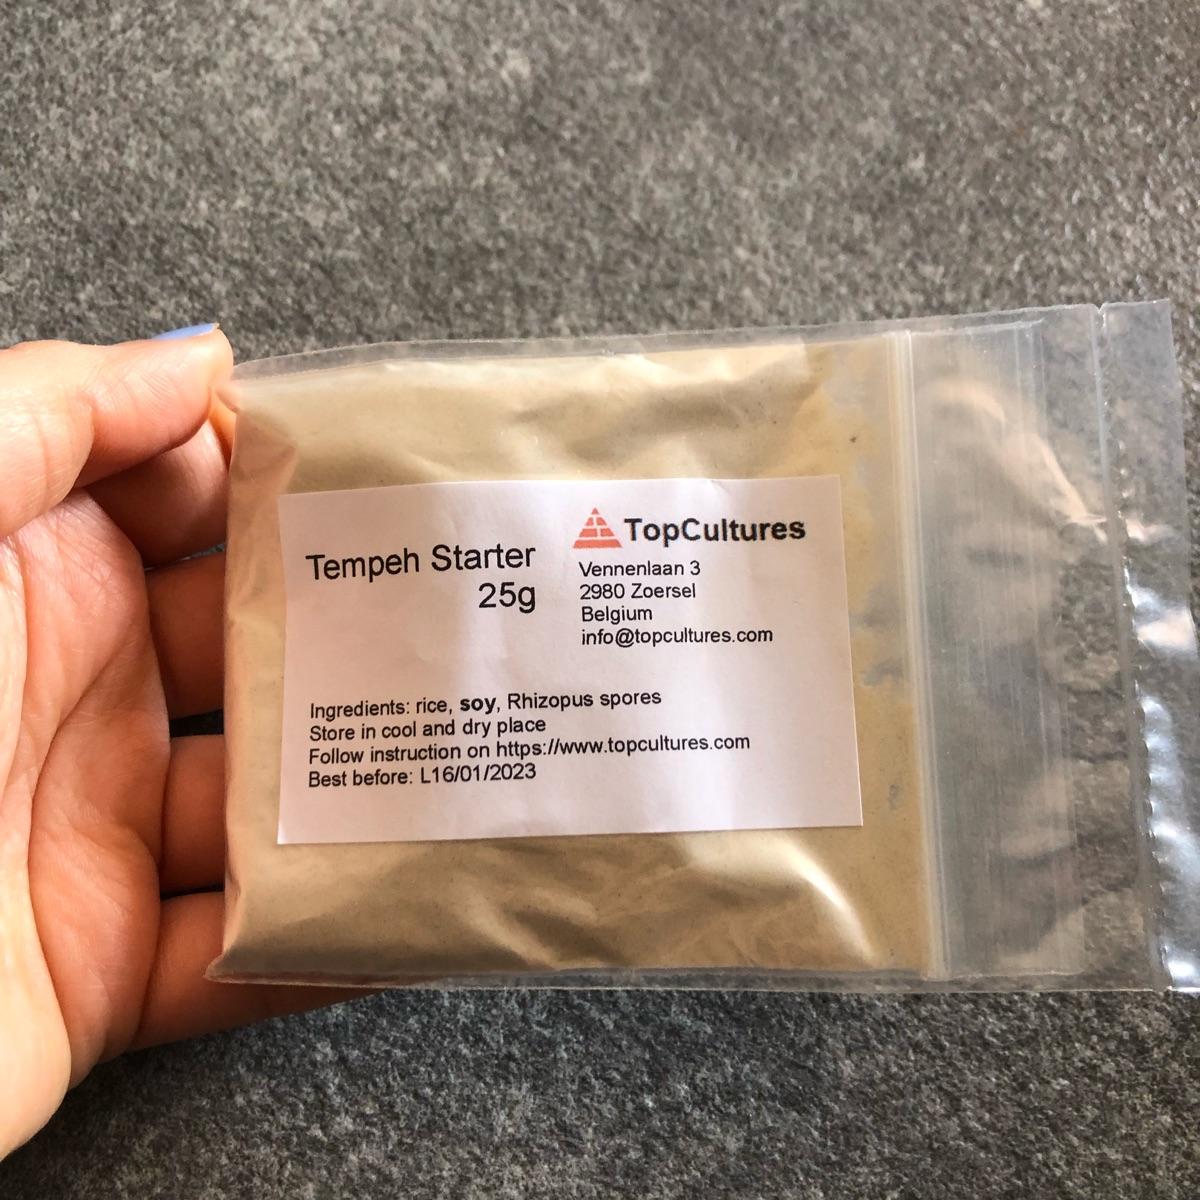 Tempeh Starter
25g
TopCultures
Vennenlaan 3
2980 Zoersel
Belgium
info@topcultures.com
Ingredients: rice, soy, Rhizopus spores
Store in cool and dry place
Follow instruction on https://www.topcultures.com
Best before: L16/01/2023